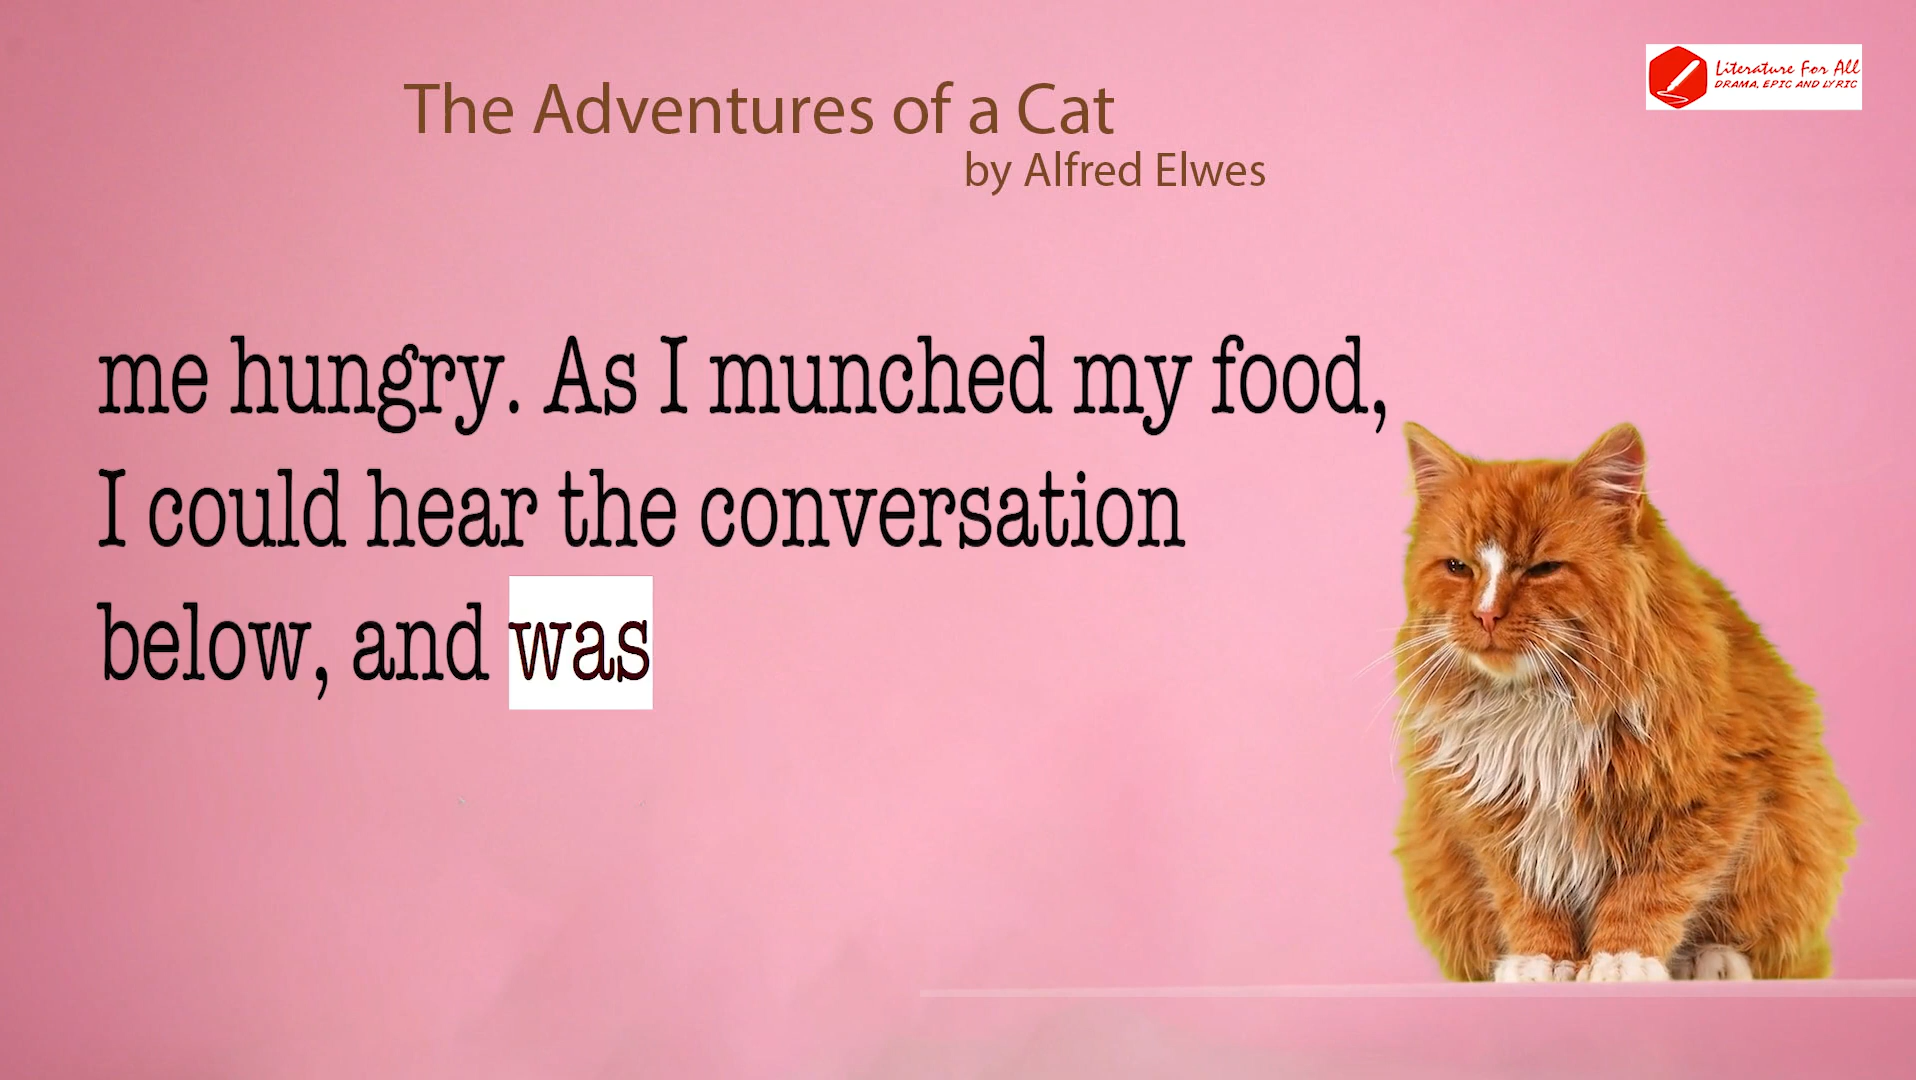 The Adventures of a Cat
by Alfred Elwes
Literature For All
DRAMA, EPIC AND LYRIC
me hungry. As I munched my food,
I could hear the conversation
below, and was